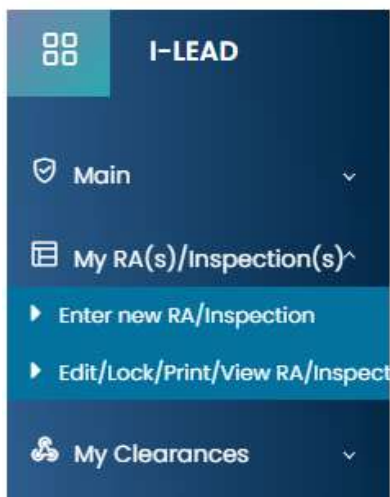 I-LEAD
Main
My RA(s)/Inspection(s)
Enter new RA/Inspection
Edit/Lock/Print/View RA/Inspect
My Clearances